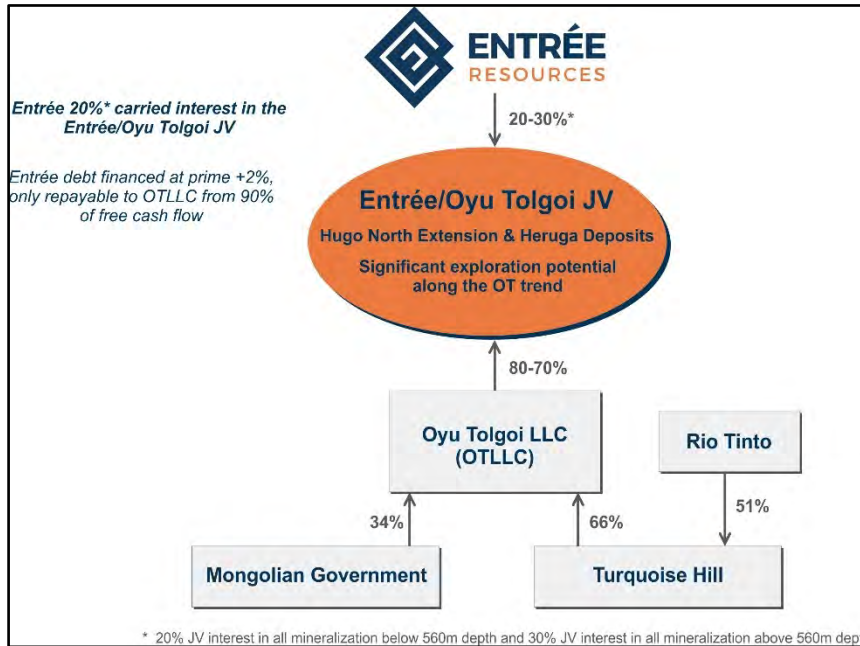 ENTRÉE
RESOURCES
Entrée 20%* carried interest in the
Entrée/Oyu Tolgoi JV
20-30%*
Entrée debt financed at prime +2%,
only repayable to OTLLC from 90%
of free cash flow
Entrée/Oyu Tolgoi JV
Hugo North Extension & Heruga Deposits
Significant exploration potential
along the OT trend
80-70%
Oyu Tolgoi LLC
(OTLLC)
Rio Tinto
34%
66%
51%
Mongolian Government
Turquoise Hill
* 20% JV interest in all mineralization below 560m depth and 30% JV interest in all mineralization above 560m dep